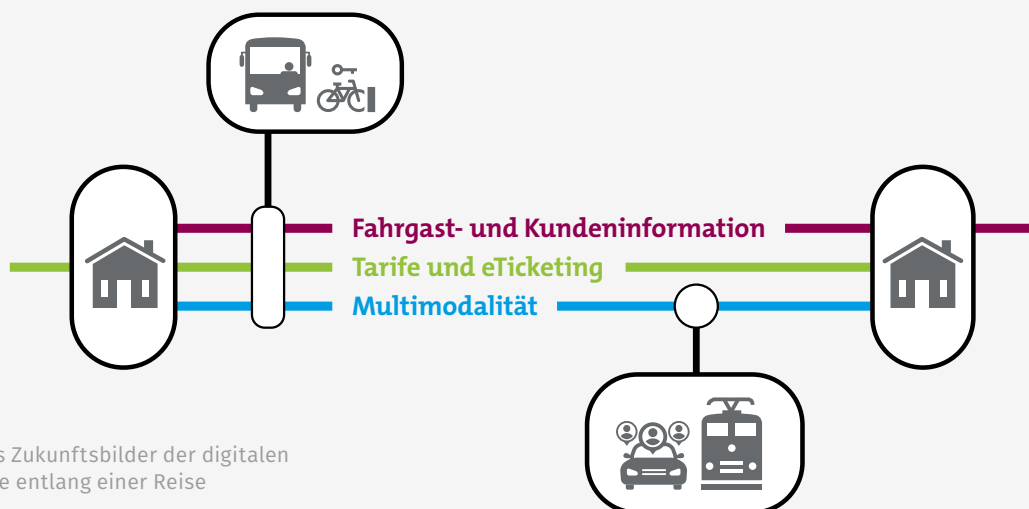 Fahrgast- und Kundeninformation
Tarife und eTicketing
Multimodalität
Zukunftsbilder der digitalen
entlang einer Reise